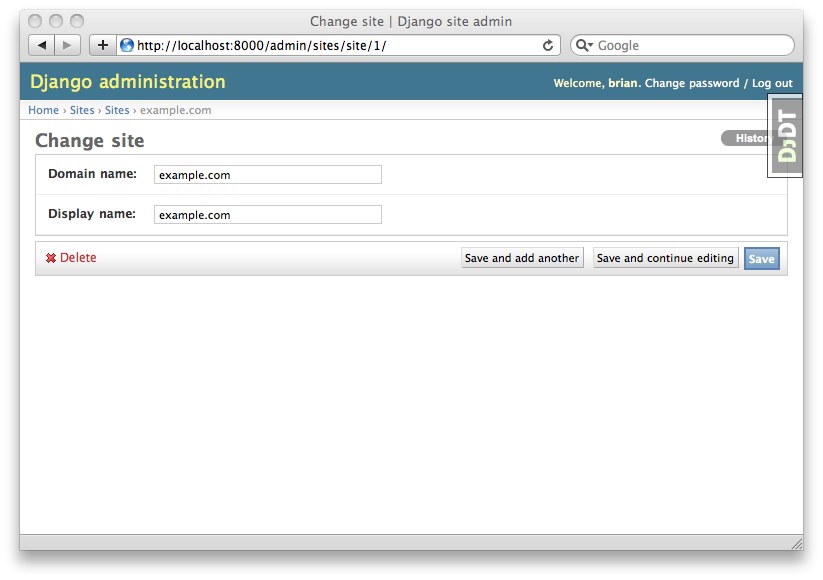 Change site | Django site admin
http://localhost:8000/admin/sites/site/1/
Google
Django administration
Welcome, brian. Change password / Log out
Home › Sites › Sites › example.com
Change site
History
DjDT
Domain name: example.com
Display name: example.com
Delete
Save and add another
Save and continue editing
Save